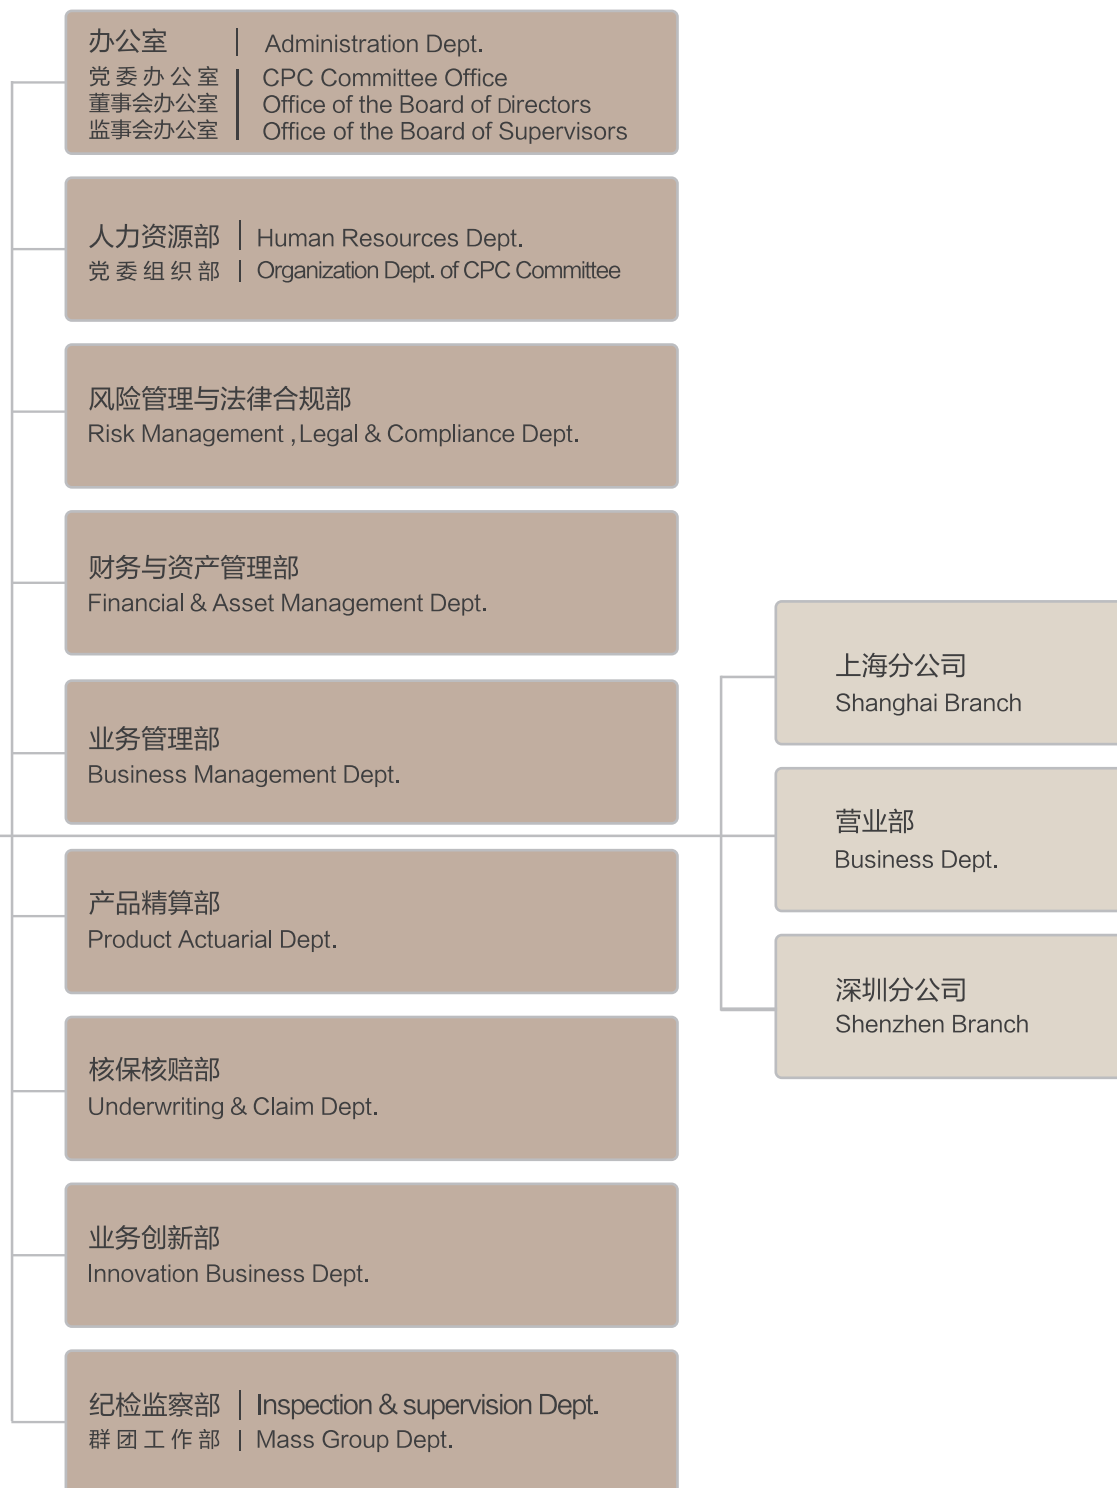 办公室 | Administration Dept.
党委办公室 | CPC Committee Office
董事会办公室 | Office of the Board of Directors
监事会办公室 | Office of the Board of Supervisors
人力资源部 | Human Resources Dept.
党委组织部 | Organization Dept. of CPC Committee
风险管理与法律合规部
Risk Management ,Legal & Compliance Dept.
财务与资产管理部
Financial & Asset Management Dept.
业务管理部
Business Management Dept.
产品精算部
Product Actuarial Dept.
核保核赔部
Underwriting & Claim Dept.
业务创新部
Innovation Business Dept.
纪检监察部 | Inspection & supervision Dept.
群团工作部 | Mass Group Dept.
上海分公司
Shanghai Branch
营业部
Business Dept.
深圳分公司
Shenzhen Branch